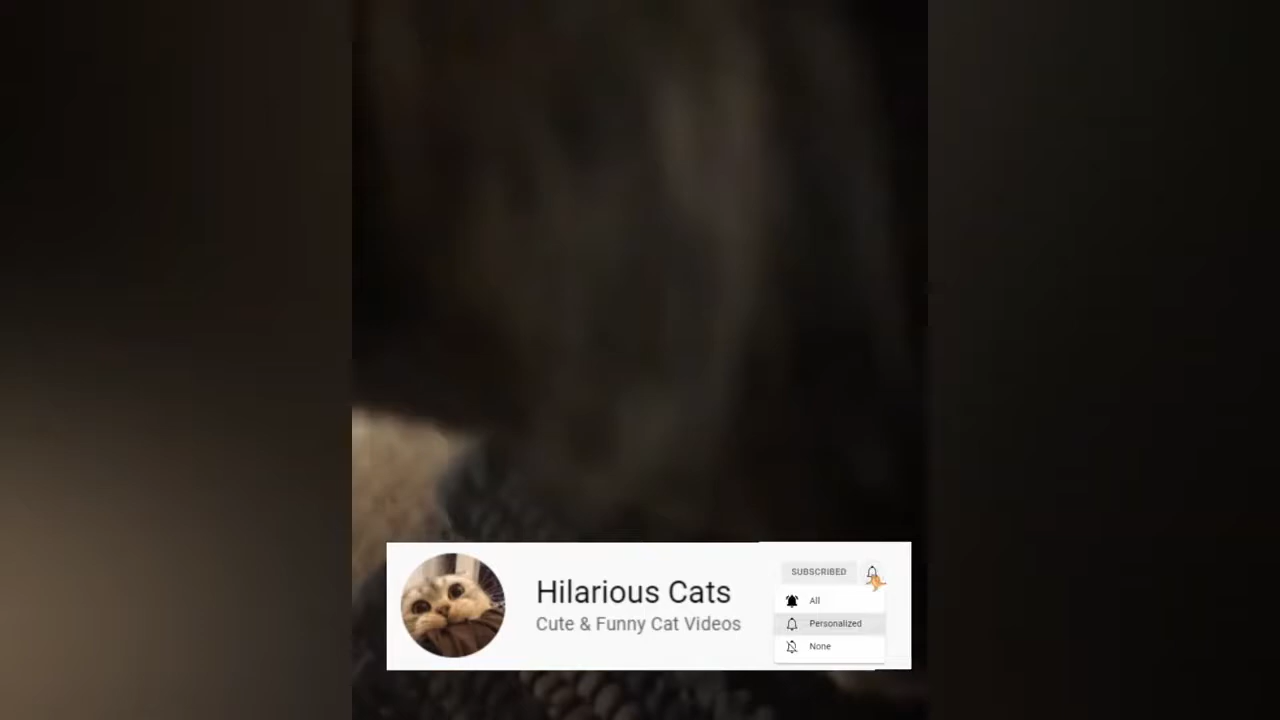 Hilarious Cats
Cute & Funny Cat Videos
SUBSCRIBED
All
Personalized
None